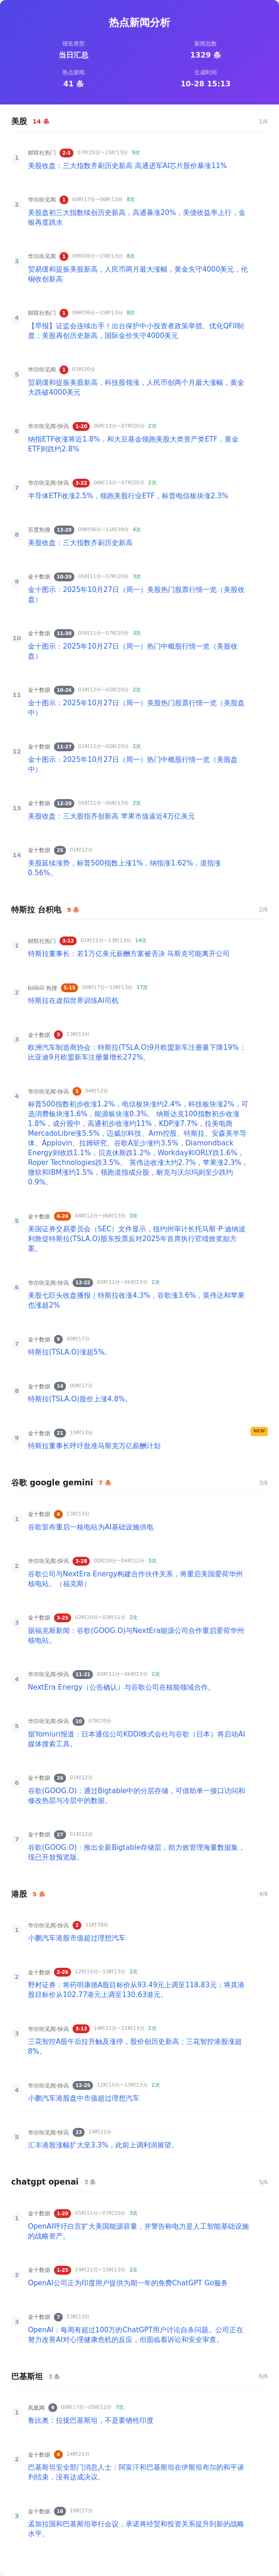 热点新闻分析
报告类型
当日汇总
新闻总数
1329 条
热点新闻
41 条
生成时间
10-28 15:13
美股 14 条 1/6
1
财联社热门 2-5 07时20分~15时13分 9次
美股收盘：三大指数齐刷历史新高 高通进军AI芯片股价暴涨11%
2
华尔街见闻 1 00时17分~06时13分 8次
美股盘初三大指数续创历史新高，高通暴涨20%，美债收益率上行，金
银再度跳水
3
华尔街见闻 1 09时06分~15时13分 8次
贸易缓和提振美股新高，人民币两月最大涨幅，黄金失守4000美元，伦
铜收创新高
4
财联社热门 1 09时06分~15时13分 8次
【早报】证监会连续出手！出台保护中小投资者政策举措、优化QFII制
度；美股再创历史新高，国际金价失守4000美元
5
华尔街见闻 1 07时20分
贸易缓和提振美股新高，科技股领涨，人民币创两个月最大涨幅，黄金
大跌破4000美元
6
华尔街见闻-快讯 1-20 06时13分~07时20分 2次
纳指ETF收涨将近1.8%，和大豆基金领跑美股大类资产类ETF，黄金
ETF则跌约2.8%
7
华尔街见闻-快讯 3-22 06时13分~07时20分 2次
半导体ETF收涨2.5%，领跑美股行业ETF，标普电信板块涨2.3%
8
百度热搜 13-29 09时06分~11时39分 4次
美股收盘：三大指数齐刷历史新高
9
金十数据 10-29 05时11分~07时20分 3次
金十图示：2025年10月27日（周一）美股热门股票行情一览（美股收
盘）
10
金十数据 11-30 05时11分~07时20分 3次
金十图示：2025年10月27日（周一）热门中概股行情一览（美股收
盘）
11
金十数据 10-26 01时12分~02时20分 2次
金十图示：2025年10月27日（周一）美股热门股票行情一览（美股盘
中）
12
金十数据 11-27 01时12分~02时20分 2次
金十图示：2025年10月27日（周一）热门中概股行情一览（美股盘
中）
13
金十数据 12-20 05时11分~06时13分 2次
美股收盘：三大股指齐创新高 苹果市值逼近4万亿美元
14
金十数据 25 01时12分
美股延续涨势，标普500指数上涨1%，纳指涨1.62%，道指涨
0.56%。
特斯拉 台积电 9 条 2/6
1
财联社热门 3-12 01时12分~13时13分 14次
特斯拉董事长：若1万亿美元薪酬方案被否决 马斯克可能离开公司
2
bilibili 热搜 5-15 00时17分~15时13分 17次
特斯拉在虚拟世界训练AI司机
3
金十数据 3 13时13分
欧洲汽车制造商协会：特斯拉(TSLA.O)9月欧盟新车注册量下降19%；
比亚迪9月欧盟新车注册量增长272%。
4
华尔街见闻-快讯 5 04时12分
标普500指数初步收涨1.2%，电信板块涨约2.4%，科技板块涨2%，可
选消费板块涨1.6%，能源板块涨0.3%。 纳斯达克100指数初步收涨
1.8%，成分股中，高通初步收涨约11%，KDP涨7.7%，拉美电商
MercadoLibre涨5.5%，迈威尔科技、Arm控股、特斯拉、安森美半导
体、Applovin、拉姆研究、谷歌A至少涨约3.5%，Diamondback
Energy则收跌1.1%，贝克休斯跌1.2%，Workday和ORLY跌1.6%，
Roper Technologies跌3.5%。 英伟达收涨大约2.7%，苹果涨2.3%，
微软和IBM涨约1.5%，领跑道指成分股，耐克与沃尔玛则至少跌约
0.9%。
5
金十数据 6-24 04时12分~06时13分 3次
美国证券交易委员会（SEC）文件显示，纽约州审计长托马斯·P·迪纳波
利敦促特斯拉(TSLA.O)股东投票反对2025年首席执行官绩效奖励方
案。
6
华尔街见闻-快讯 12-22 05时11分~06时13分 2次
美股七巨头收盘播报｜特斯拉收涨4.3%，谷歌涨3.6%，英伟达和苹果
也涨超2%
7
金十数据 9 00时17分
特斯拉(TSLA.O)涨超5%。
8
金十数据 14 00时17分
特斯拉(TSLA.O)股价上涨4.8%。
9
金十数据 21 15时13分 NEW
特斯拉董事长呼吁批准马斯克万亿薪酬计划
谷歌 google gemini 7 条 3/6
1
金十数据 4 13时13分
谷歌宣布重启一核电站为AI基础设施供电
2
华尔街见闻-快讯 3-28 02时20分~04时12分 3次
谷歌公司与NextEra Energy构建合作伙伴关系，将重启美国爱荷华州
核电站。（福克斯）
3
金十数据 3-25 02时20分~03时11分 2次
据福克斯新闻：谷歌(GOOG.O)与NextEra能源公司合作重启爱荷华州
核电站。
4
华尔街见闻-快讯 11-21 05时11分~06时13分 2次
NextEra Energy（公告确认）与谷歌公司在核能领域合作。
5
华尔街见闻-快讯 10 07时20分
据Yomiuri报道：日本通信公司KDDI株式会社与谷歌（日本）将启动AI
媒体搜索工具。
6
金十数据 26 01时12分
谷歌(GOOG.O)：通过Bigtable中的分层存储，可借助单一接口访问和
修改热层与冷层中的数据。
7
金十数据 27 01时12分
谷歌(GOOG.O)：推出全新Bigtable存储层，助力效管理海量数据集，
现已开放预览版。
港股 5 条 4/6
1
华尔街见闻-快讯 2 11时39分
小鹏汽车港股市值超过理想汽车
2
金十数据 2-26 12时15分~13时13分 2次
野村证券：将药明康德A股目标价从93.49元上调至118.83元；将其港
股目标价从102.77港元上调至130.63港元。
3
华尔街见闻-快讯 3-13 14时21分~15时13分 2次
三花智控A股午后拉升触及涨停，股价创历史新高；三花智控港股涨超
8%。
4
华尔街见闻-快讯 12-25 12时15分~13时13分 2次
小鹏汽车港股盘中市值超过理想汽车
5
华尔街见闻-快讯 23 14时21分
汇丰港股涨幅扩大至3.3%，此前上调利润展望。
chatgpt openai 3 条 5/6
1
金十数据 1-20 05时11分~07时20分 3次
OpenAI呼吁白宫扩大美国能源容量，并警告称电力是人工智能基础设施
的战略资产。
2
金十数据 1-25 14时21分~15时13分 2次
OpenAI公司正为印度用户提供为期一年的免费ChatGPT Go服务
3
金十数据 7 13时13分
OpenAI：每周有超过100万的ChatGPT用户讨论自杀问题。公司正在
努力改善AI对心理健康危机的反应，但面临着诉讼和安全审查。
巴基斯坦 3 条 6/6
1
凤凰网 9 00时17分~05时11分 7次
鲁比奥：拉拢巴基斯坦，不是要牺牲印度
2
金十数据 4 14时21分
巴基斯坦安全部门消息人士：阿富汗和巴基斯坦在伊斯坦布尔的和平谈
判结束，没有达成决议。
3
金十数据 16 10时27分
孟加拉国和巴基斯坦举行会议，承诺将经贸和投资关系提升到新的战略
水平。